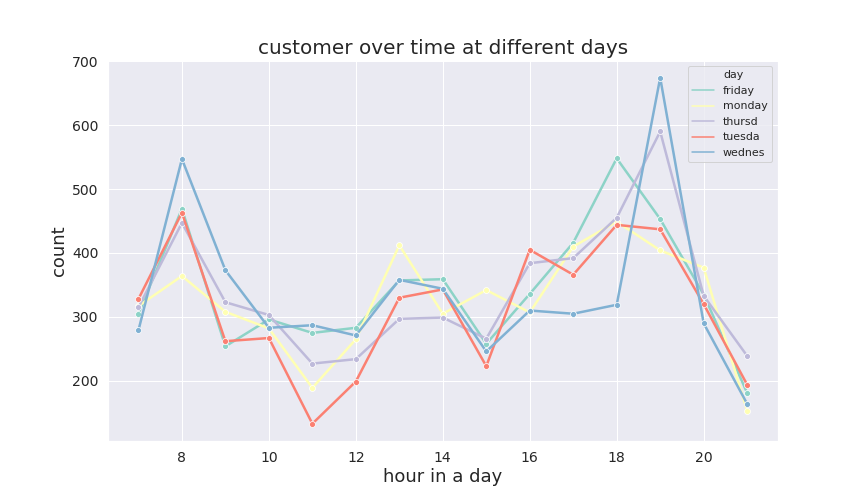 customer over time at different days
700
600
500
400
300
200
count
day
friday
monday
thursd
tuesda
wednes
8 10 12 14 16 18 20
hour in a day